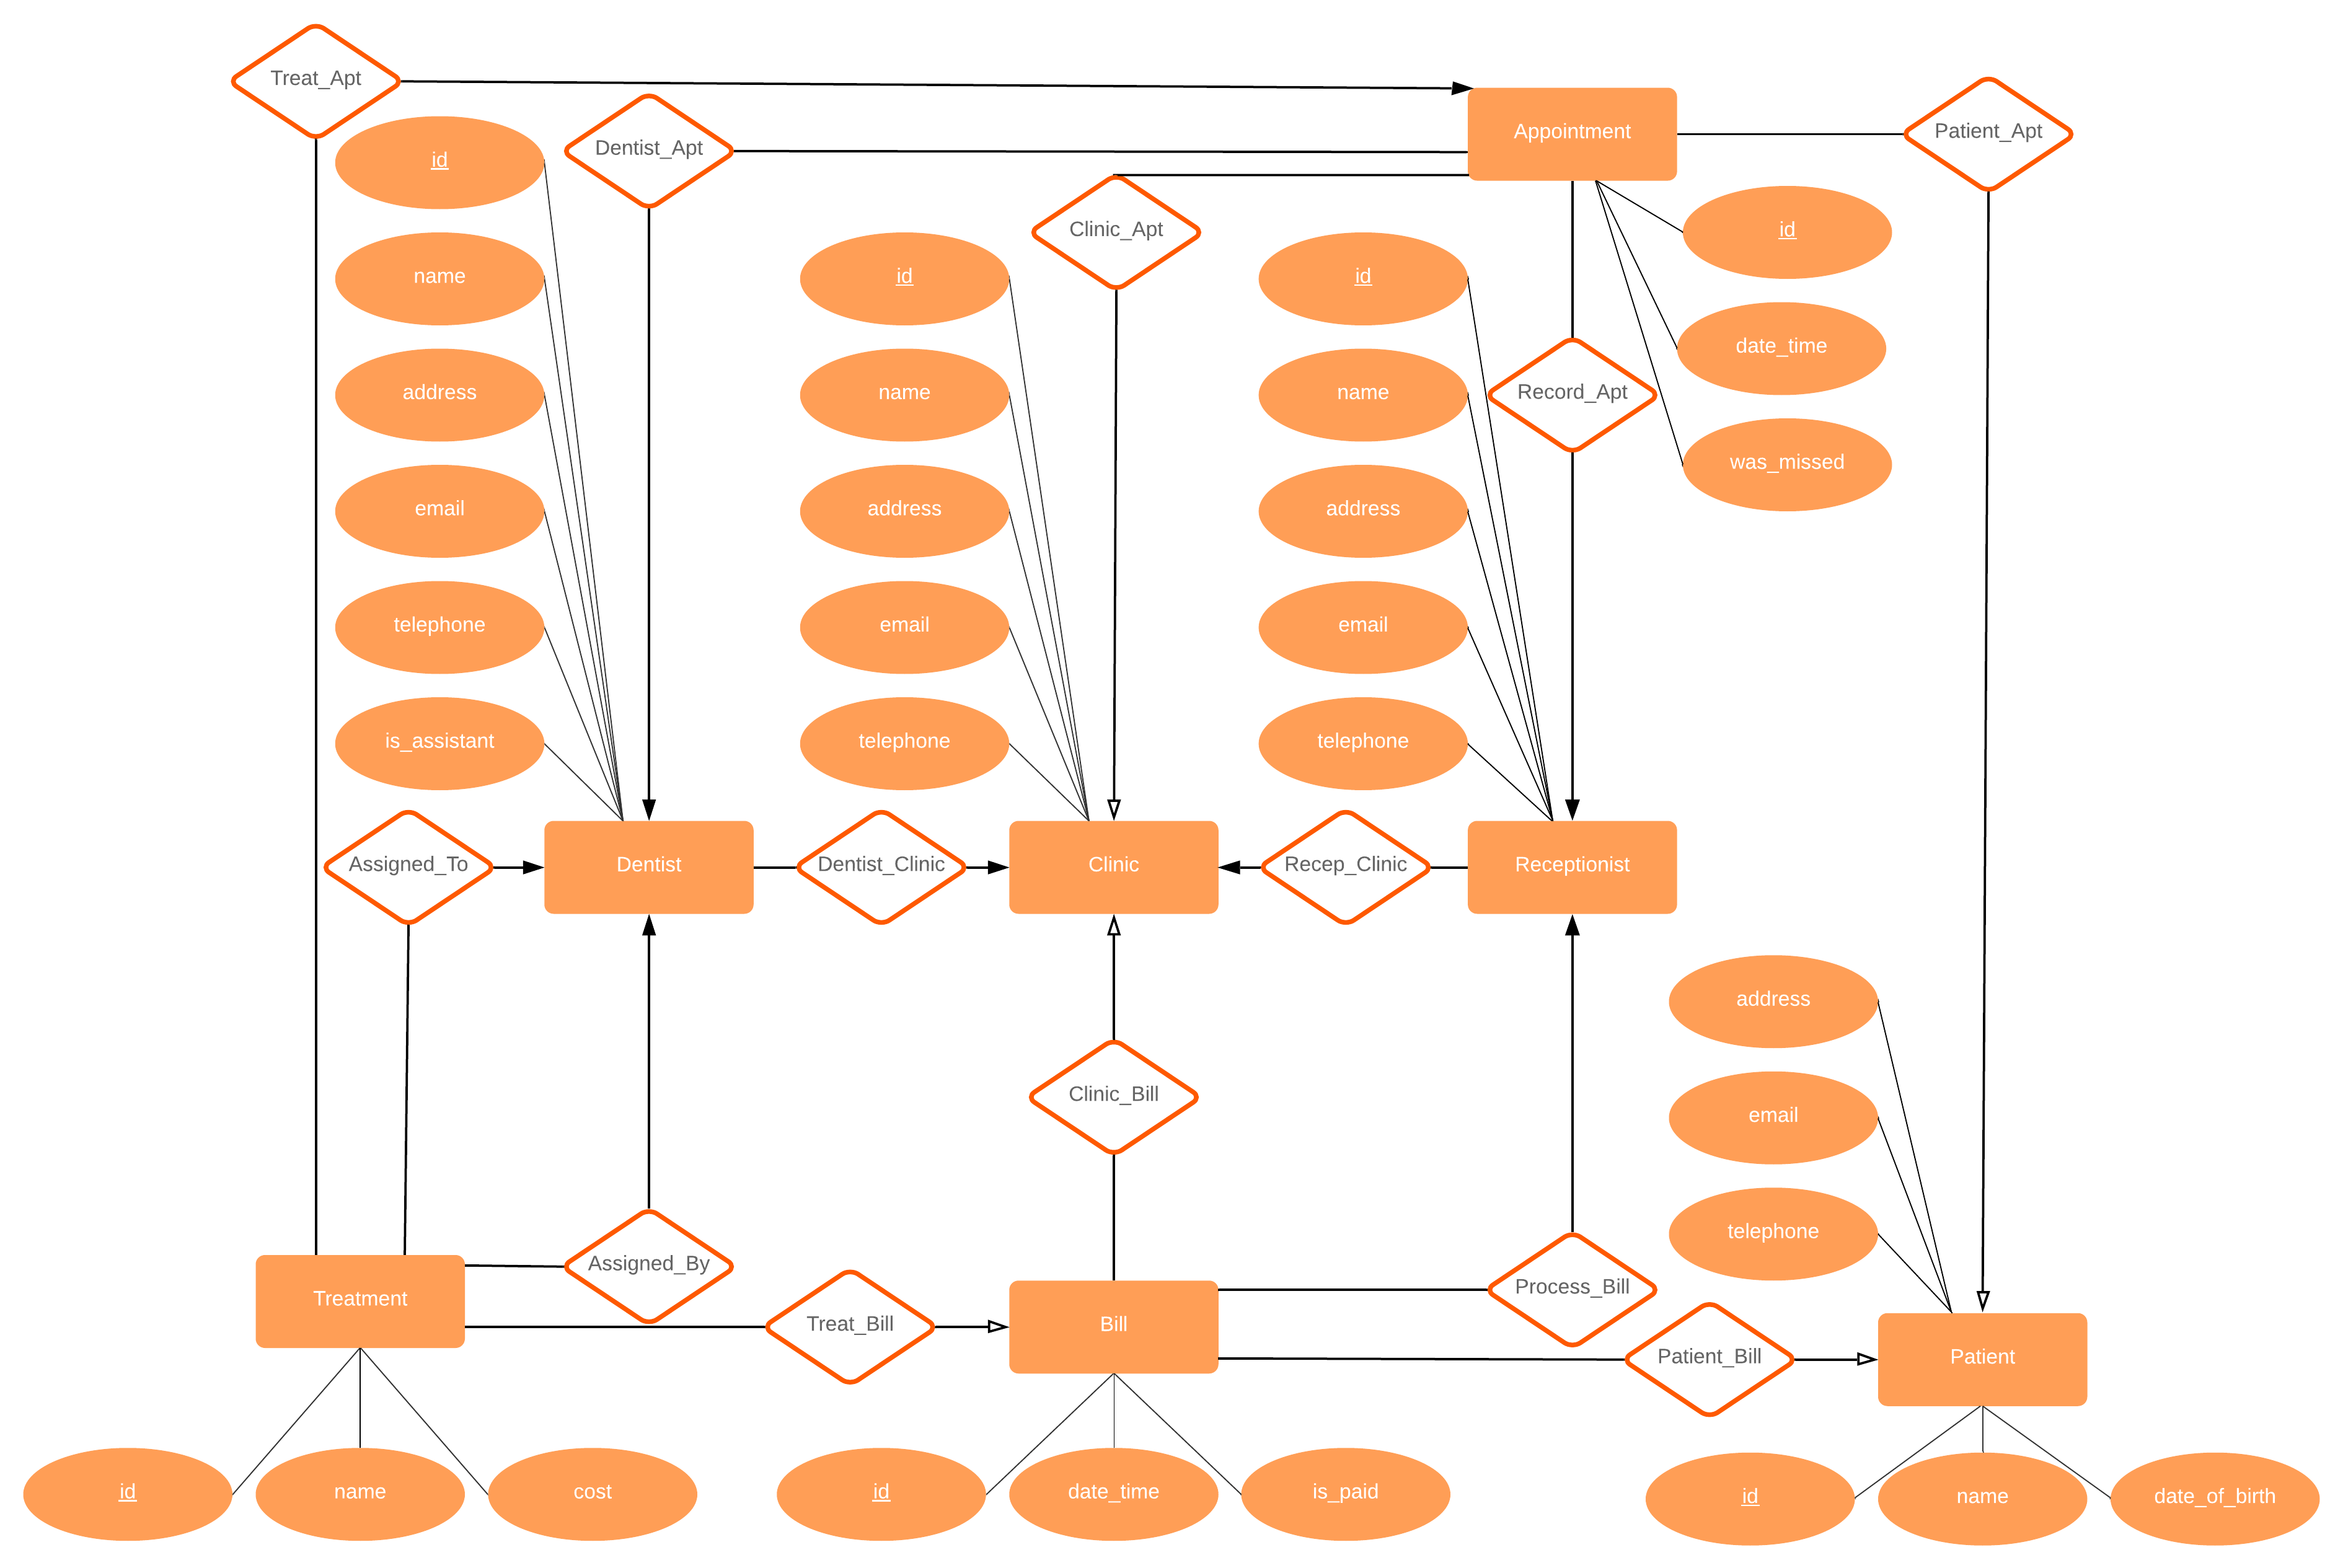 Treat_Apt
Appointment
Patient_Apt
Dentist_Apt
id
Clinic_Apt
id
name
id
id
date_time
address
name
name
Record_Apt
was_missed
email
address
address
telephone
email
email
is_assistant
telephone
telephone
Assigned_To
Dentist
Dentist_Clinic
Clinic
Recep_Clinic
Receptionist
address
Clinic_Bill
email
telephone
Assigned_By
Process_Bill
Treatment
Treat_Bill
Bill
Patient_Bill
Patient
id
name
cost
id
date_time
is_paid
id
name
date_of_birth